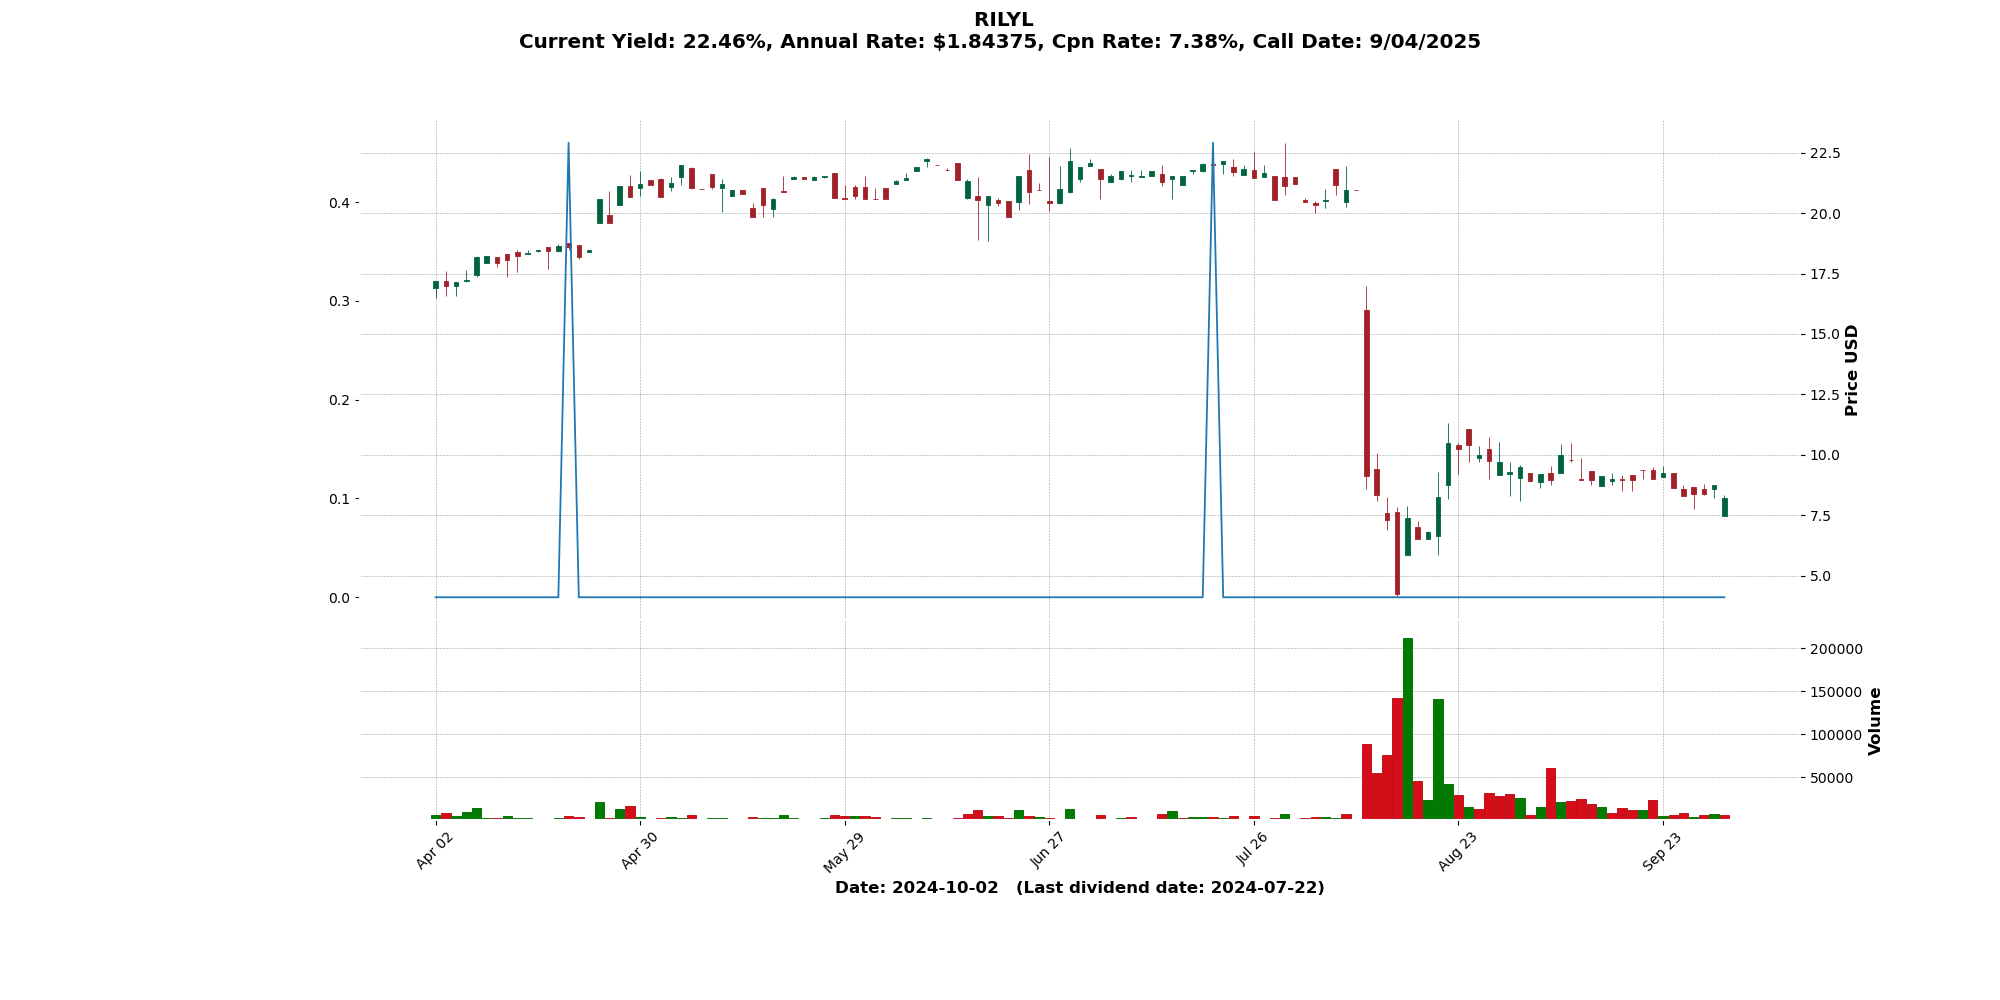 RILYL
Current Yield: 22.46%, Annual Rate: $1.84375, Cpn Rate: 7.38%, Call Date: 9/04/2025
0.4
0.3
0.2
0.1
0.0
22.5
20.0
17.5
15.0
12.5
10.0
7.5
5.0
Price USD
200000
150000
100000
50000
Volume
Apr 02
Apr 30
May 29
Jun 27
Jul 26
Aug 23
Sep 23
Date: 2024-10-02 (Last dividend date: 2024-07-22)